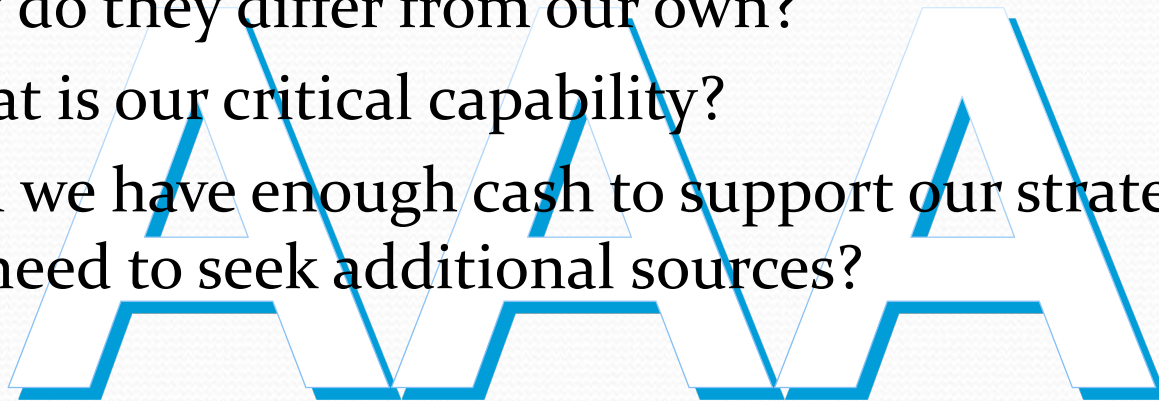 do they differ from our own?
at is our critical capability?
we have enough cash to support our strate
need to seek additional sources?
AAA